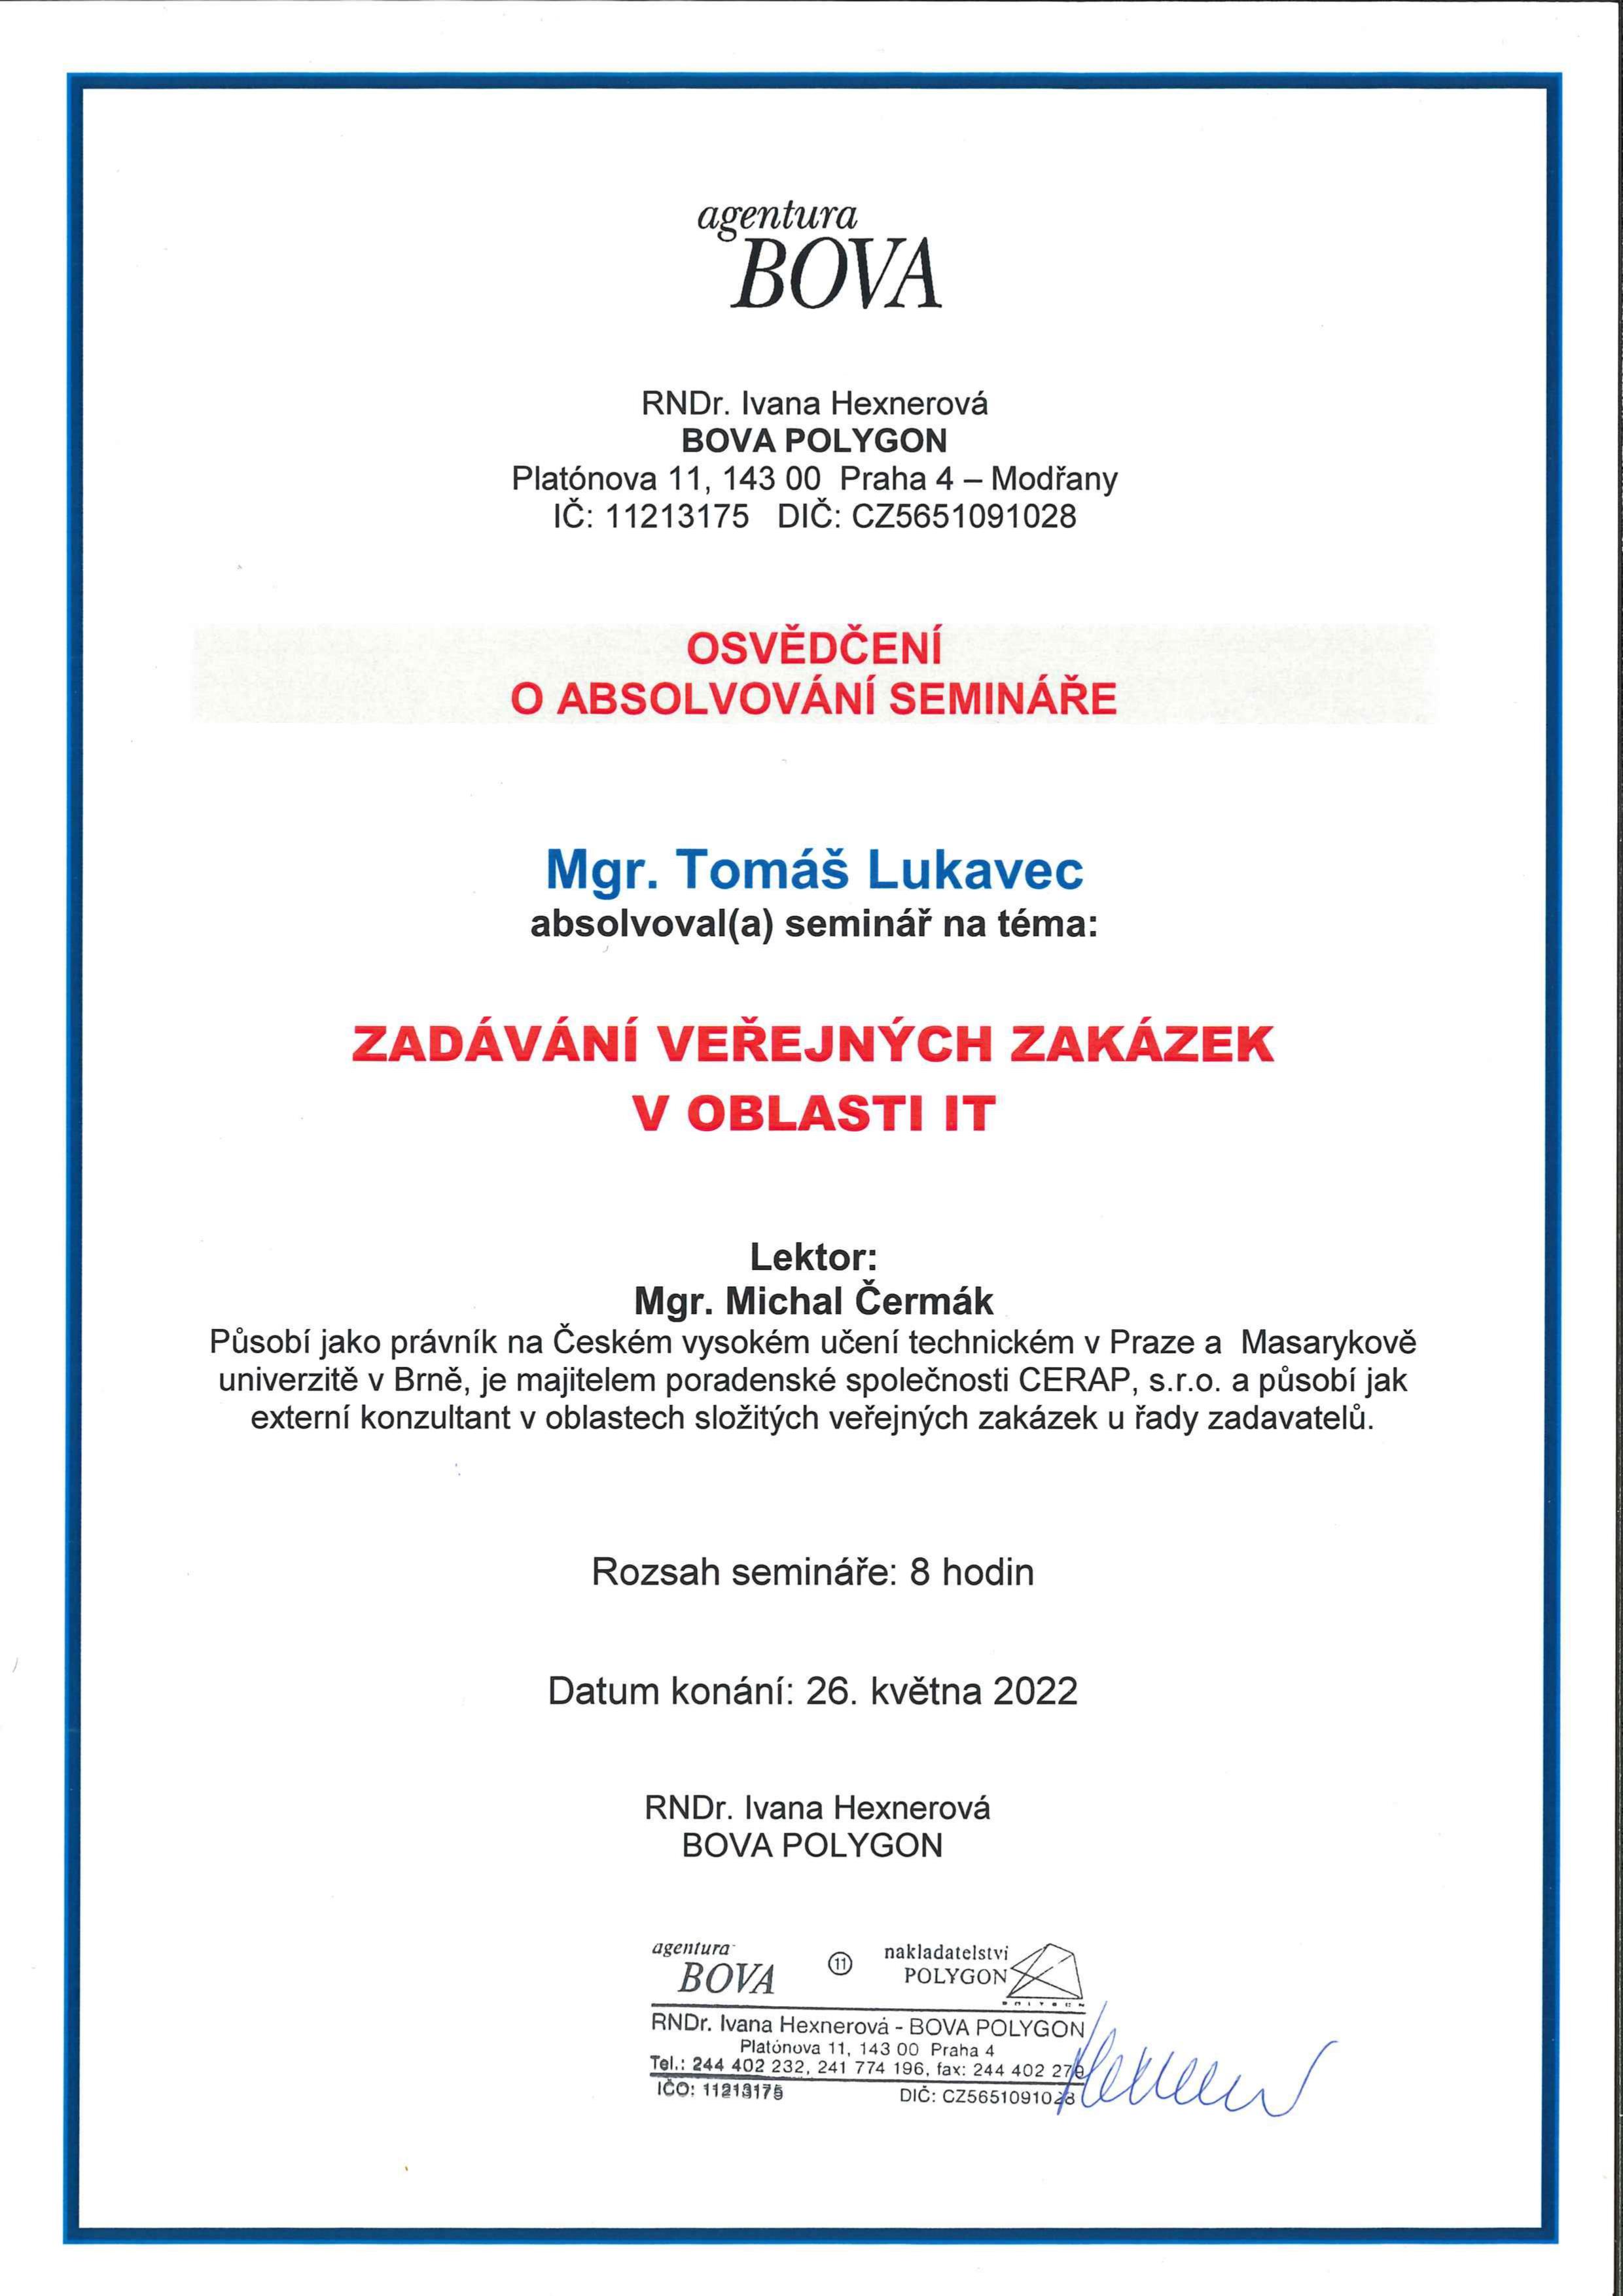 agentura
BOVA
RNDr. Ivana Hexnerová
BOVA POLYGON
Platónova 11, 143 00  Praha 4 – Modřany
IČ: 11213175   DIČ: CZ5651091028
OSVĚDČENÍ
O ABSOLVOVÁNÍ SEMINÁŘE
Mgr. Tomáš Lukavec
absolvoval(a) seminář na téma:
ZADÁVÁNÍ VEŘEJNÝCH ZAKÁZEK
V OBLASTI IT
Lektor:
Mgr. Michal Čermák
Působí jako právník na Českém vysokém učení technickém v Praze a  Masarykově
univerzitě v Brně, je majitelem poradenské společnosti CERAP, s.r.o. a působí jak
externí konzultant v oblastech složitých veřejných zakázek u řady zadavatelů.
Rozsah semináře: 8 hodin
Datum konání: 26. května 2022
RNDr. Ivana Hexnerová
BOVA POLYGON
agentura
BOVA
11
nakladatelství
POLYGON
RNDr. Ivana Hexnerová - BOVA POLYGON
Platónova 11, 143 00  Praha 4
Tel.: 244 402 232, 241 774 196, fax: 244 402 279
IČO: 11213175   DIČ: CZ5651091028